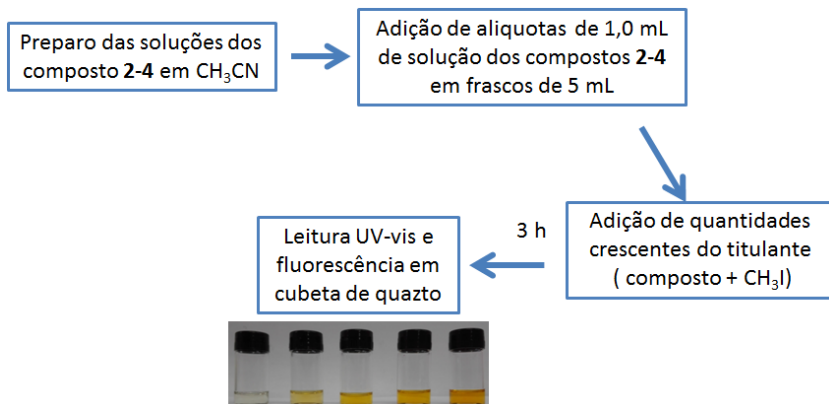 Preparo das soluções dos
composto 2-4 em CH₃CN
Adição de aliquotas de 1,0 mL
de solução dos compostos 2-4
em frascos de 5 mL
Adição de quantidades
crescentes do titulante
( composto + CH₃I)
3 h
Leitura UV-vis e
fluorescência em
cubeta de quazto